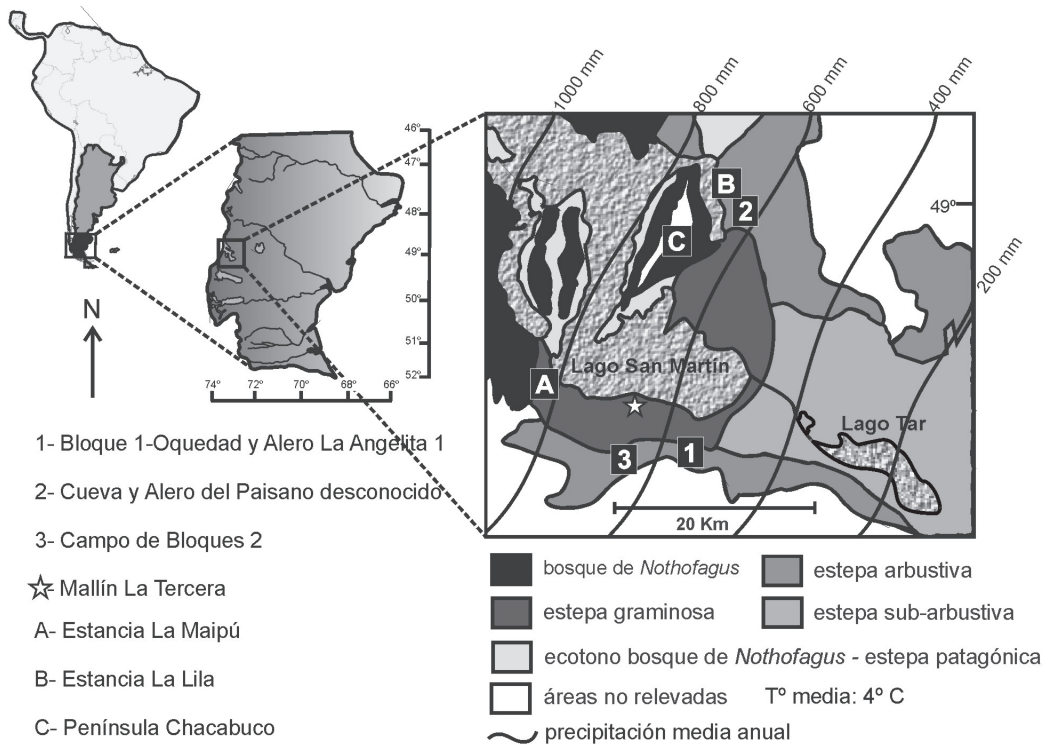 1000 mm
800 mm
600 mm
400 mm
200 mm
46º
47º
48º
49º
50º
51º
52º
74º
72º
70º
68º
66º
N
49º
B
2
C
A
Lago San Martín
Lago Tar
3
1
20 Km
1- Bloque 1-Oquedad y Alero La Angelita 1
2- Cueva y Alero del Paisano desconocido
3- Campo de Bloques 2
- Mallín La Tercera
A- Estancia La Maipú
B- Estancia La Lila
C- Península Chacabuco
bosque de Nothofagus
estepa arbustiva
estepa graminosa
estepa sub-arbustiva
ecotono bosque de Nothofagus - estepa patagónica
áreas no relevadas
Tº media: 4º C
precipitación media anual